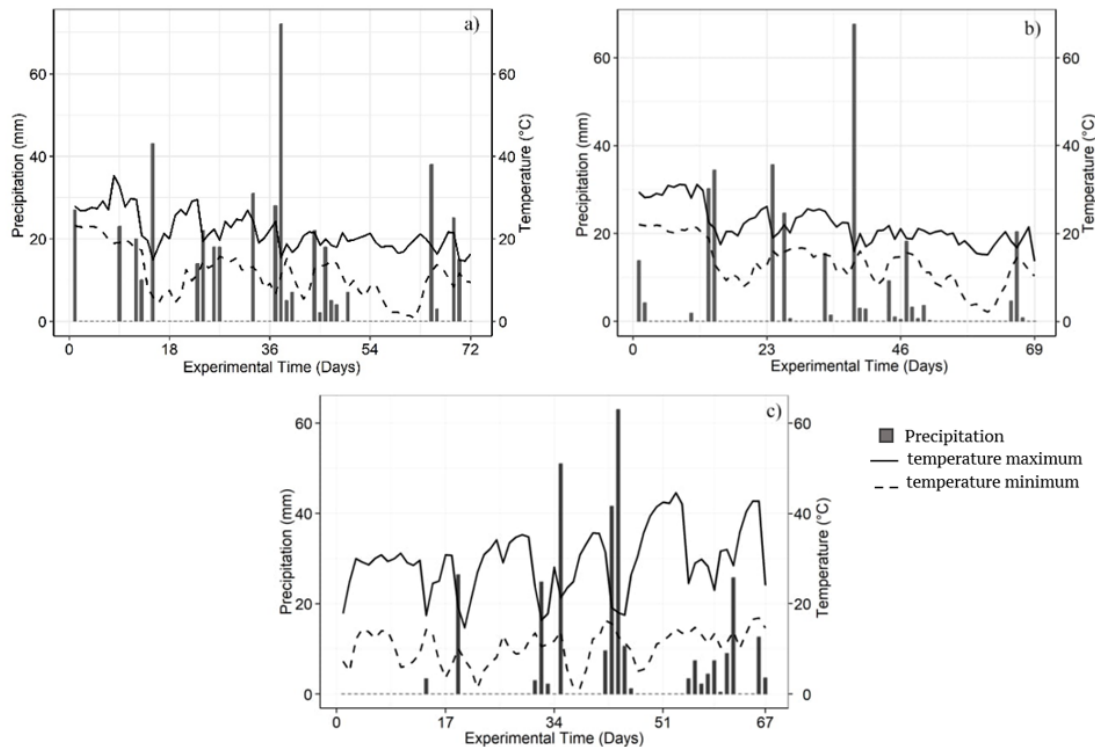 a)
Precipitation (mm)
60
40
20
0
60
40
20
0
Temperature (°C)
0 18 36 54 72
Experimental Time (Days)
b)
Precipitation (mm)
60
40
20
0
60
40
20
0
Temperature (°C)
0 23 46 69
Experimental Time (Days)
c)
Precipitation (mm)
60
40
20
0
60
40
20
0
Temperature (°C)
0 17 34 51 67
Experimental Time (Days)
Precipitation
temperature maximum
temperature minimum